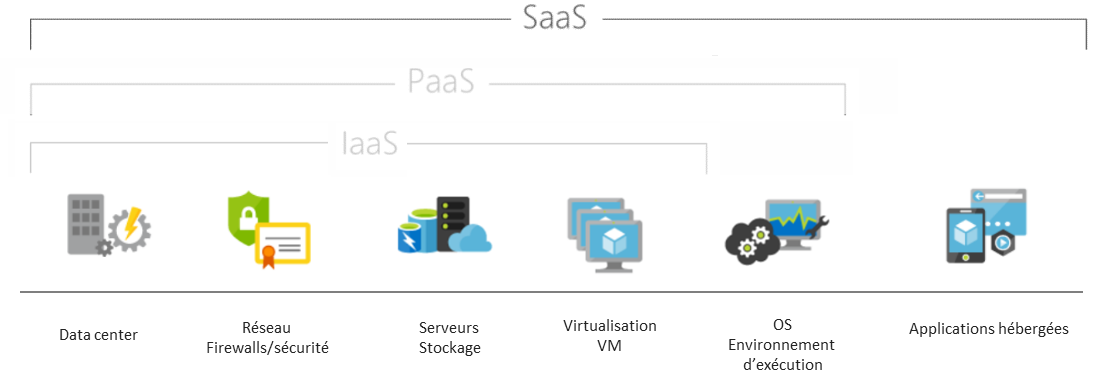 SaaS
PaaS
IaaS
Data center
Réseau
Firewalls/sécurité
Serveurs
Stockage
Virtualisation
VM
OS
Environnement
d’exécution
Applications hébergées